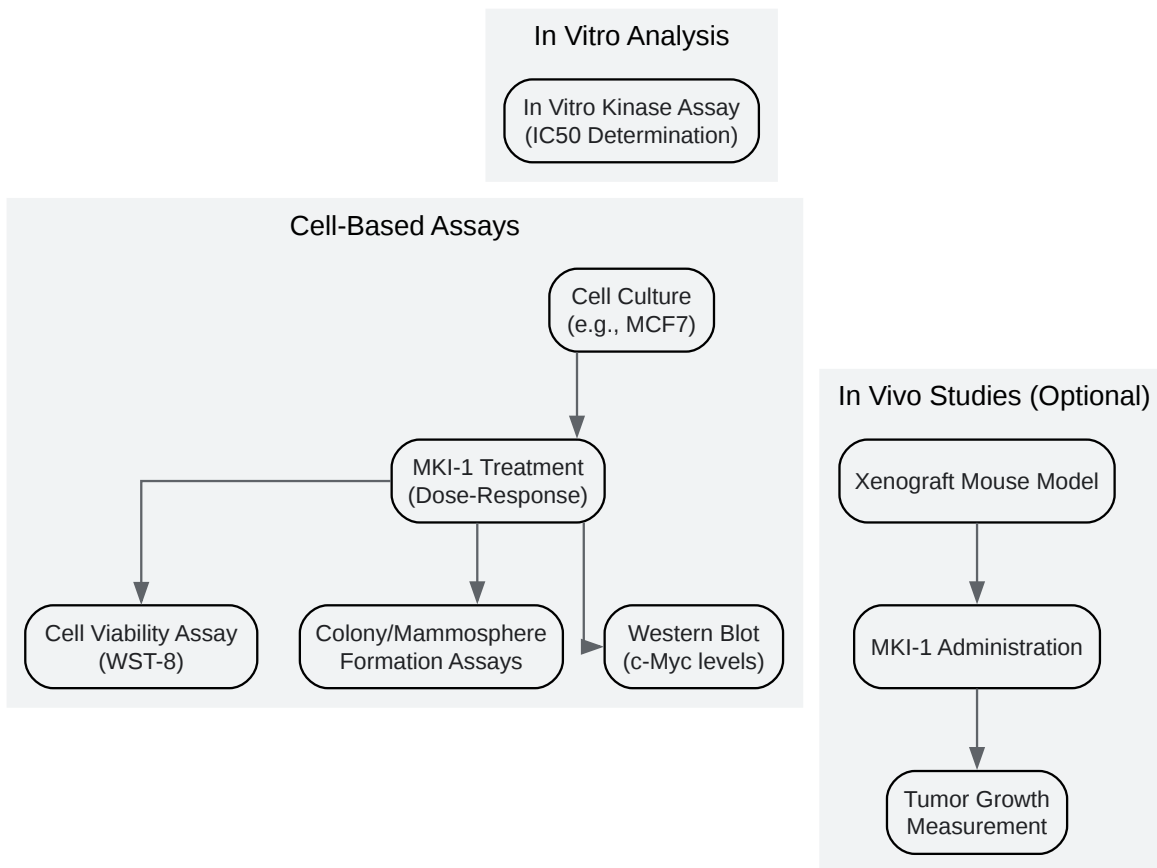 In Vitro Analysis
In Vitro Kinase Assay
(IC50 Determination)
Cell-Based Assays
Cell Culture
(e.g., MCF7)
MKI-1 Treatment
(Dose-Response)
Cell Viability Assay
(WST-8)
Colony/Mammosphere
Formation Assays
Western Blot
(c-Myc levels)
In Vivo Studies (Optional)
Xenograft Mouse Model
MKI-1 Administration
Tumor Growth
Measurement